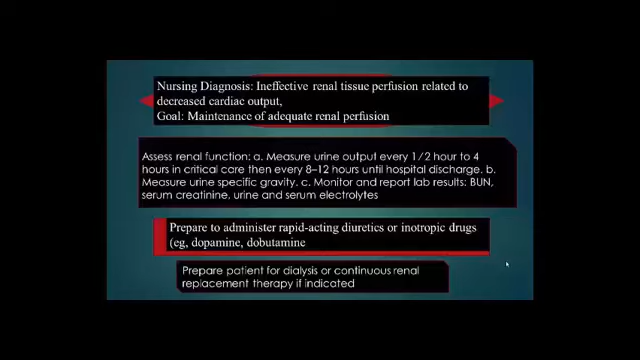 Nursing Diagnosis: Ineffective renal tissue perfusion related to
decreased cardiac output,
Goal: Maintenance of adequate renal perfusion
Assess renal function: a. Measure urine output every 1/2 hour to 4
hours in critical care then every 8–12 hours until hospital discharge. b.
Measure urine specific gravity. c. Monitor and report lab results: BUN,
serum creatinine, urine and serum electrolytes
Prepare to administer rapid-acting diuretics or inotropic drugs
(eg, dopamine, dobutamine
Prepare patient for dialysis or continuous renal
replacement therapy if indicated